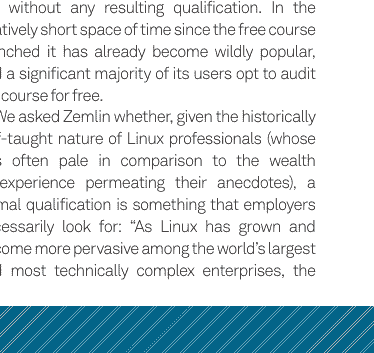 without any resulting qualification. In the
atively short space of time since the free course
nched it has already become wildly popular,
d a significant majority of its users opt to audit
course for free.
We asked Zemlin whether, given the historically
f-taught nature of Linux professionals (whose
s often pale in comparison to the wealth
experience permeating their anecdotes), a
mal qualification is something that employers
cessarily look for: “As Linux has grown and
come more pervasive among the world’s largest
d most technically complex enterprises, the